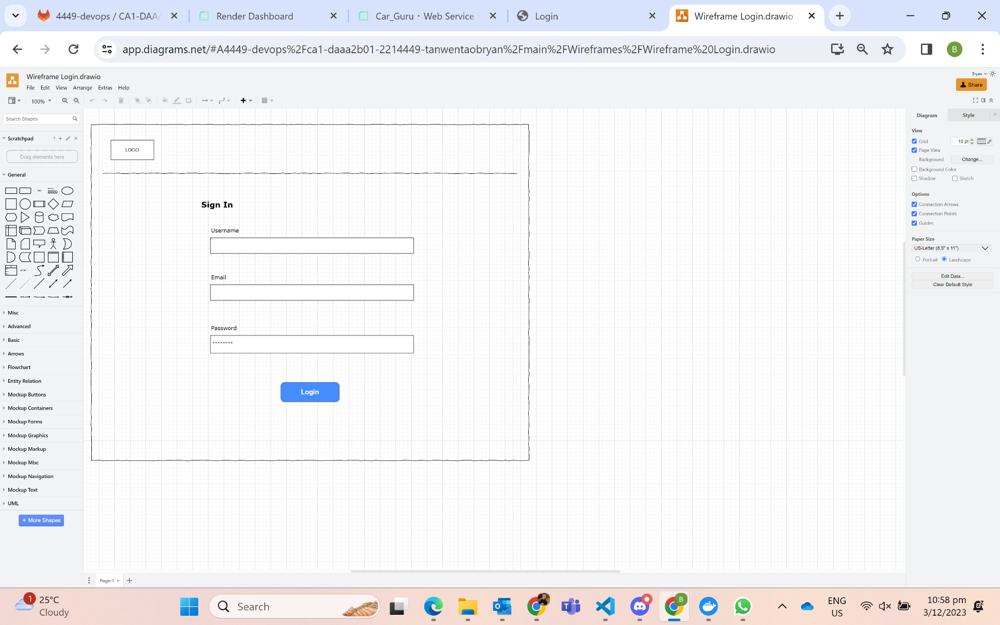 4449-devops / CA1-DAAA
Render Dashboard
Car_Guru · Web Service
Login
Wireframe Login.drawio
app.diagrams.net/#A4449-devops%2Fca1-daaa2b01-2214449-tanwentaobryan%2Fmain%2FWireframes%2FWireframe%20Login.drawio
B
Wireframe Login.drawio
File Edit View Arrange Extras Help
Bryan
Share
100%
Search Shapes
Scratchpad
?
Drag elements here
General
Misc
Advanced
Basic
Arrows
Flowchart
Entity Relation
Mockup Buttons
Mockup Containers
Mockup Forms
Mockup Graphics
Mockup Markup
Mockup Misc
Mockup Navigation
Mockup Text
UML
+ More Shapes
LOGO
Sign In
Username
Email
Password
********
Login
Diagram Style
View
Grid 10 pt
Page View
Background Change...
Background Color
Shadow Sketch
Options
Connection Arrows
Connection Points
Guides
Paper Size
US-Letter (8,5" x 11")
Portrait Landscape
Edit Data...
Clear Default Style
Page-1
1
25°C
Cloudy
Search
B
ENG
US
10:58 pm
3/12/2023